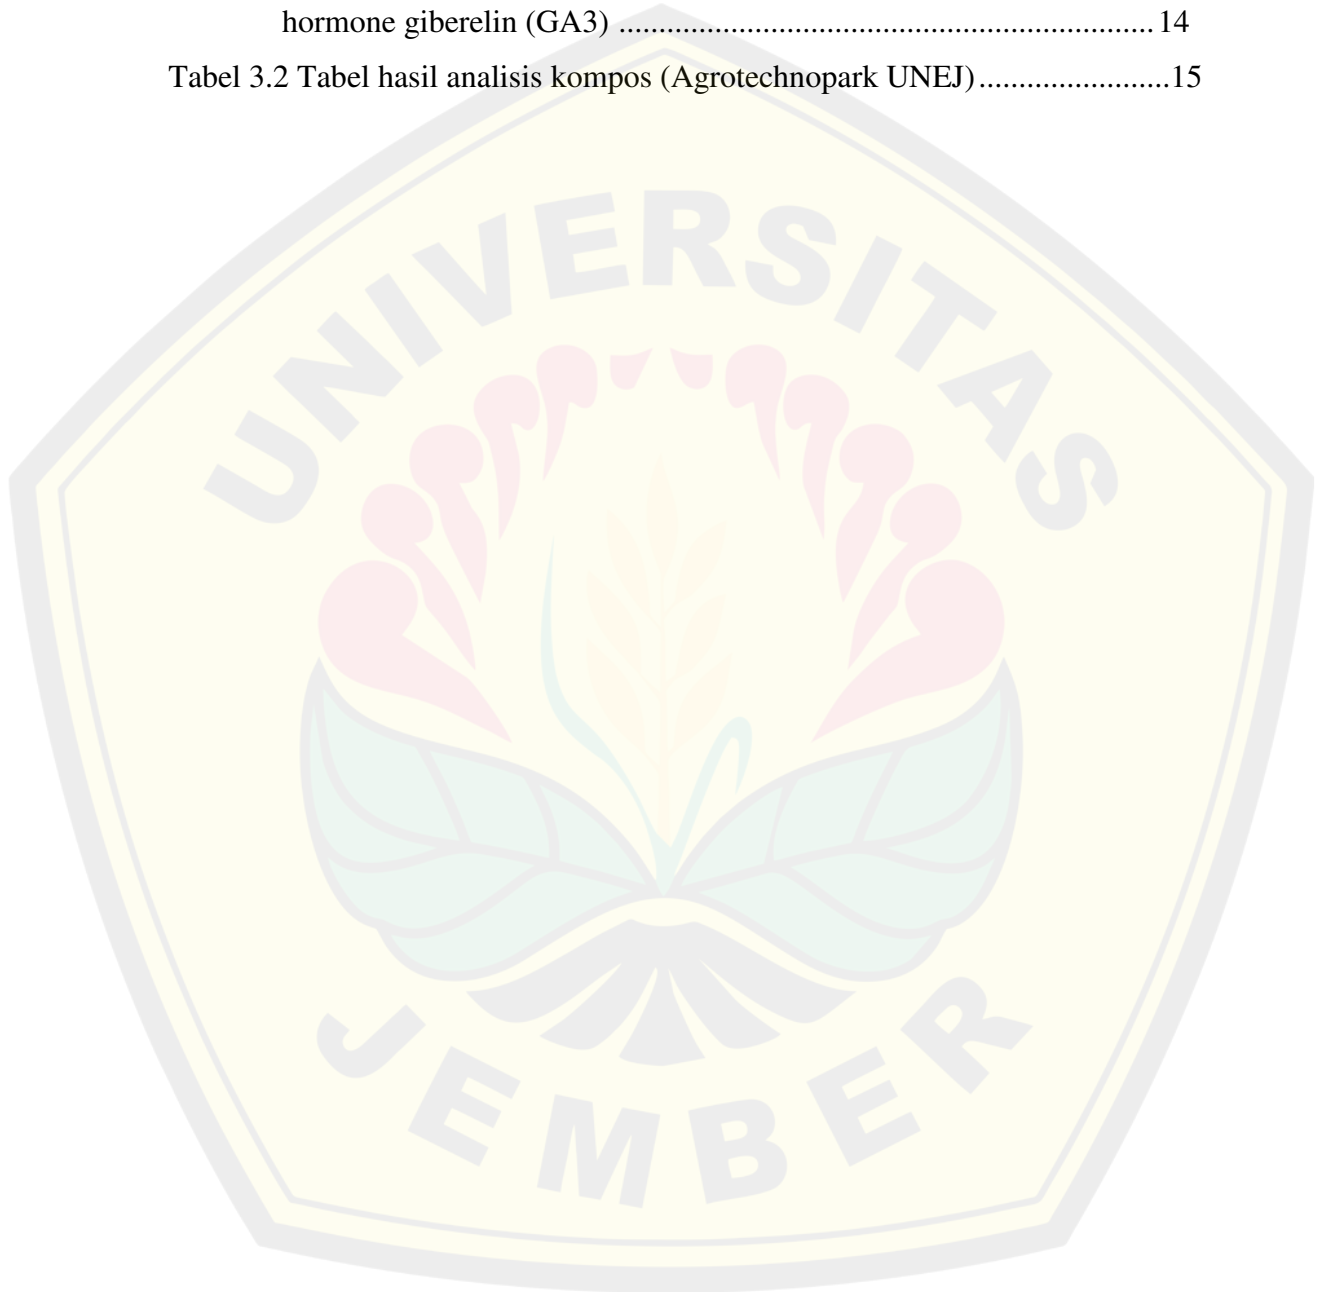 hormone giberelin (GA3) .................................................................. 14
Tabel 3.2 Tabel hasil analisis kompos (Agrotechnopark UNEJ)........................15
UNIVERSITAS
JEMBER